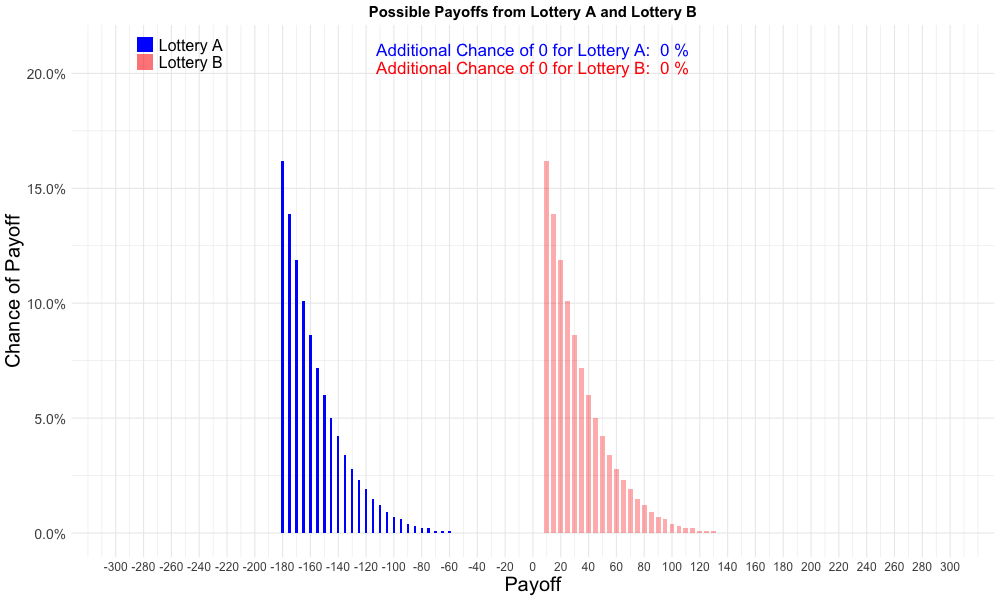 Possible Payoffs from Lottery A and Lottery B
Lottery A
Lottery B
Additional Chance of 0 for Lottery A:  0 %
Additional Chance of 0 for Lottery B:  0 %
Chance of Payoff
20.0%
15.0%
10.0%
5.0%
0.0%
-300 -280 -260 -240 -220 -200 -180 -160 -140 -120 -100 -80 -60 -40 -20 0 20 40 60 80 100 120 140 160 180 200 220 240 260 280 300
Payoff